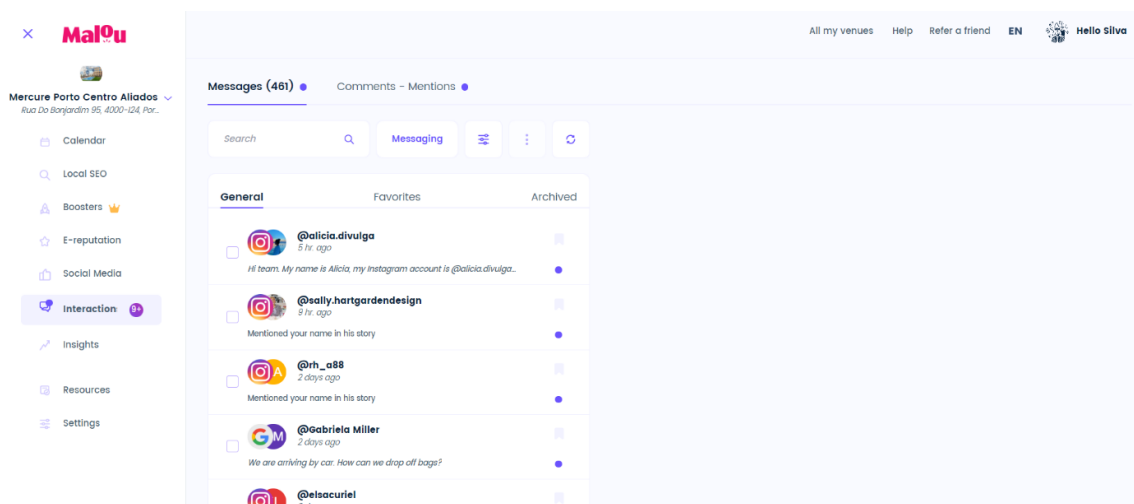 Malou
All my venues Help Refer a friend EN Hello Silva
Mercure Porto Centro Aliados
Rua Do Bonjardim 95, 4000-124, Por...
Calendar
Local SEO
Boosters
E-reputation
Social Media
Interaction
9+
Insights
Resources
Settings
Messages (461) Comments - Mentions
Search Messaging
General Favorites Archived
@alicia.divulga
5 hr. ago
Hi team. My name is Alicia, my Instagram account is @alicia.divulga...
@sally.hartgardendesign
9 hr. ago
Mentioned your name in his story
@rh_a88
A
2 days ago
Mentioned your name in his story
@Gabriela Miller
G M
2 days ago
We are arriving by car. How can we drop off bags?
@elsacuriel